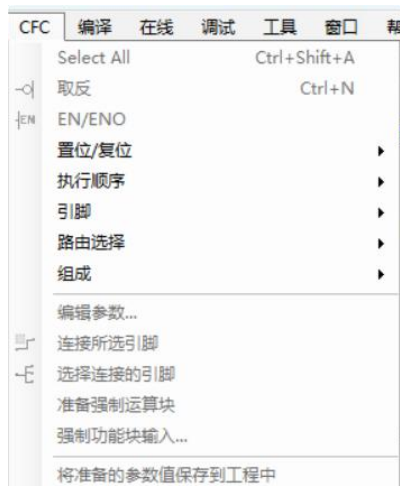 CFC 编译 在线 调试 工具 窗口
Select All Ctrl+Shift+A
取反 Ctrl+N
EN EN/ENO
置位/复位
执行顺序
引脚
路由选择
组成
编辑参数...
连接所选引脚
选择连接的引脚
准备强制运算块
强制功能块输入...
将准备的参数值保存到工程中